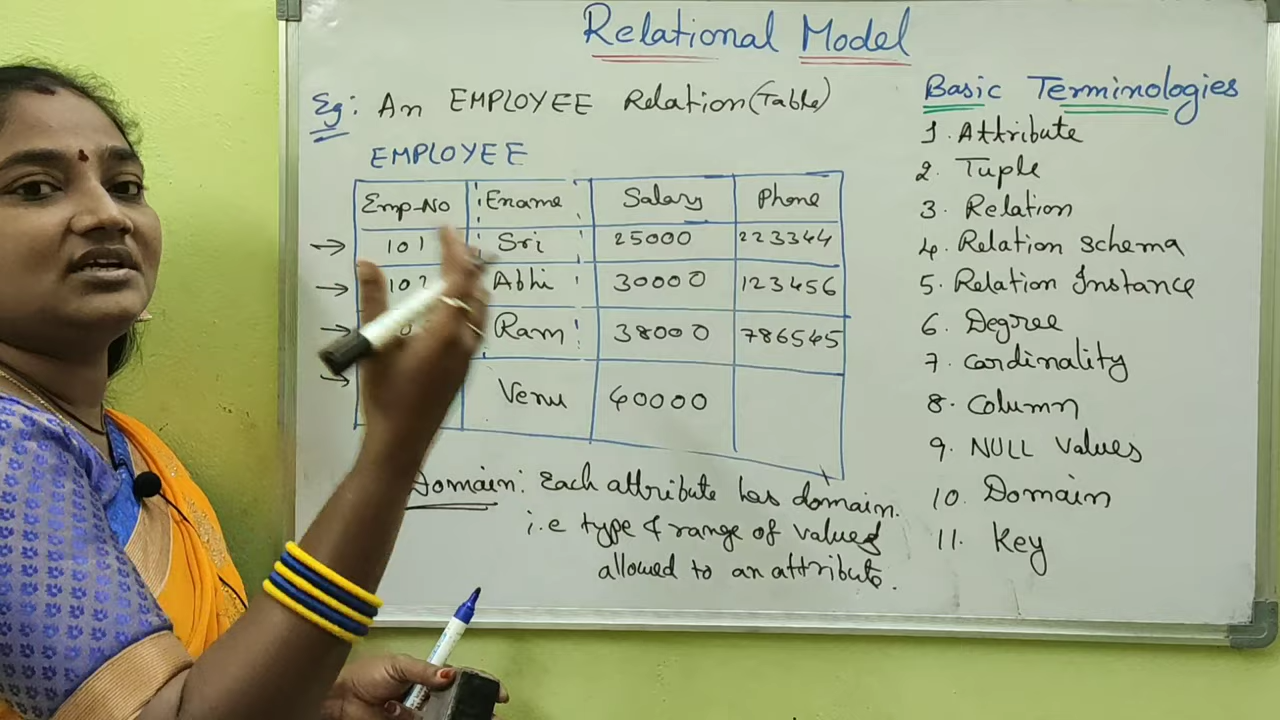 Relational Model
Eg: An EMPLOYEE Relation (Table)
EMPLOYEE
Emp-No Ename Salary Phone
101 Sri 25000 223344
102 Abhi 30000 123456
Ram 38000 786545
Venu 40000
Domain: Each attribute has domain.
i.e type & range of values
allowed to an attribute.
Basic Terminologies
1. Attribute
2. Tuple
3. Relation
4. Relation schema
5. Relation Instance
6. Degree
7. Cardinality
8. Column
9. NULL Values
10. Domain
11. Key